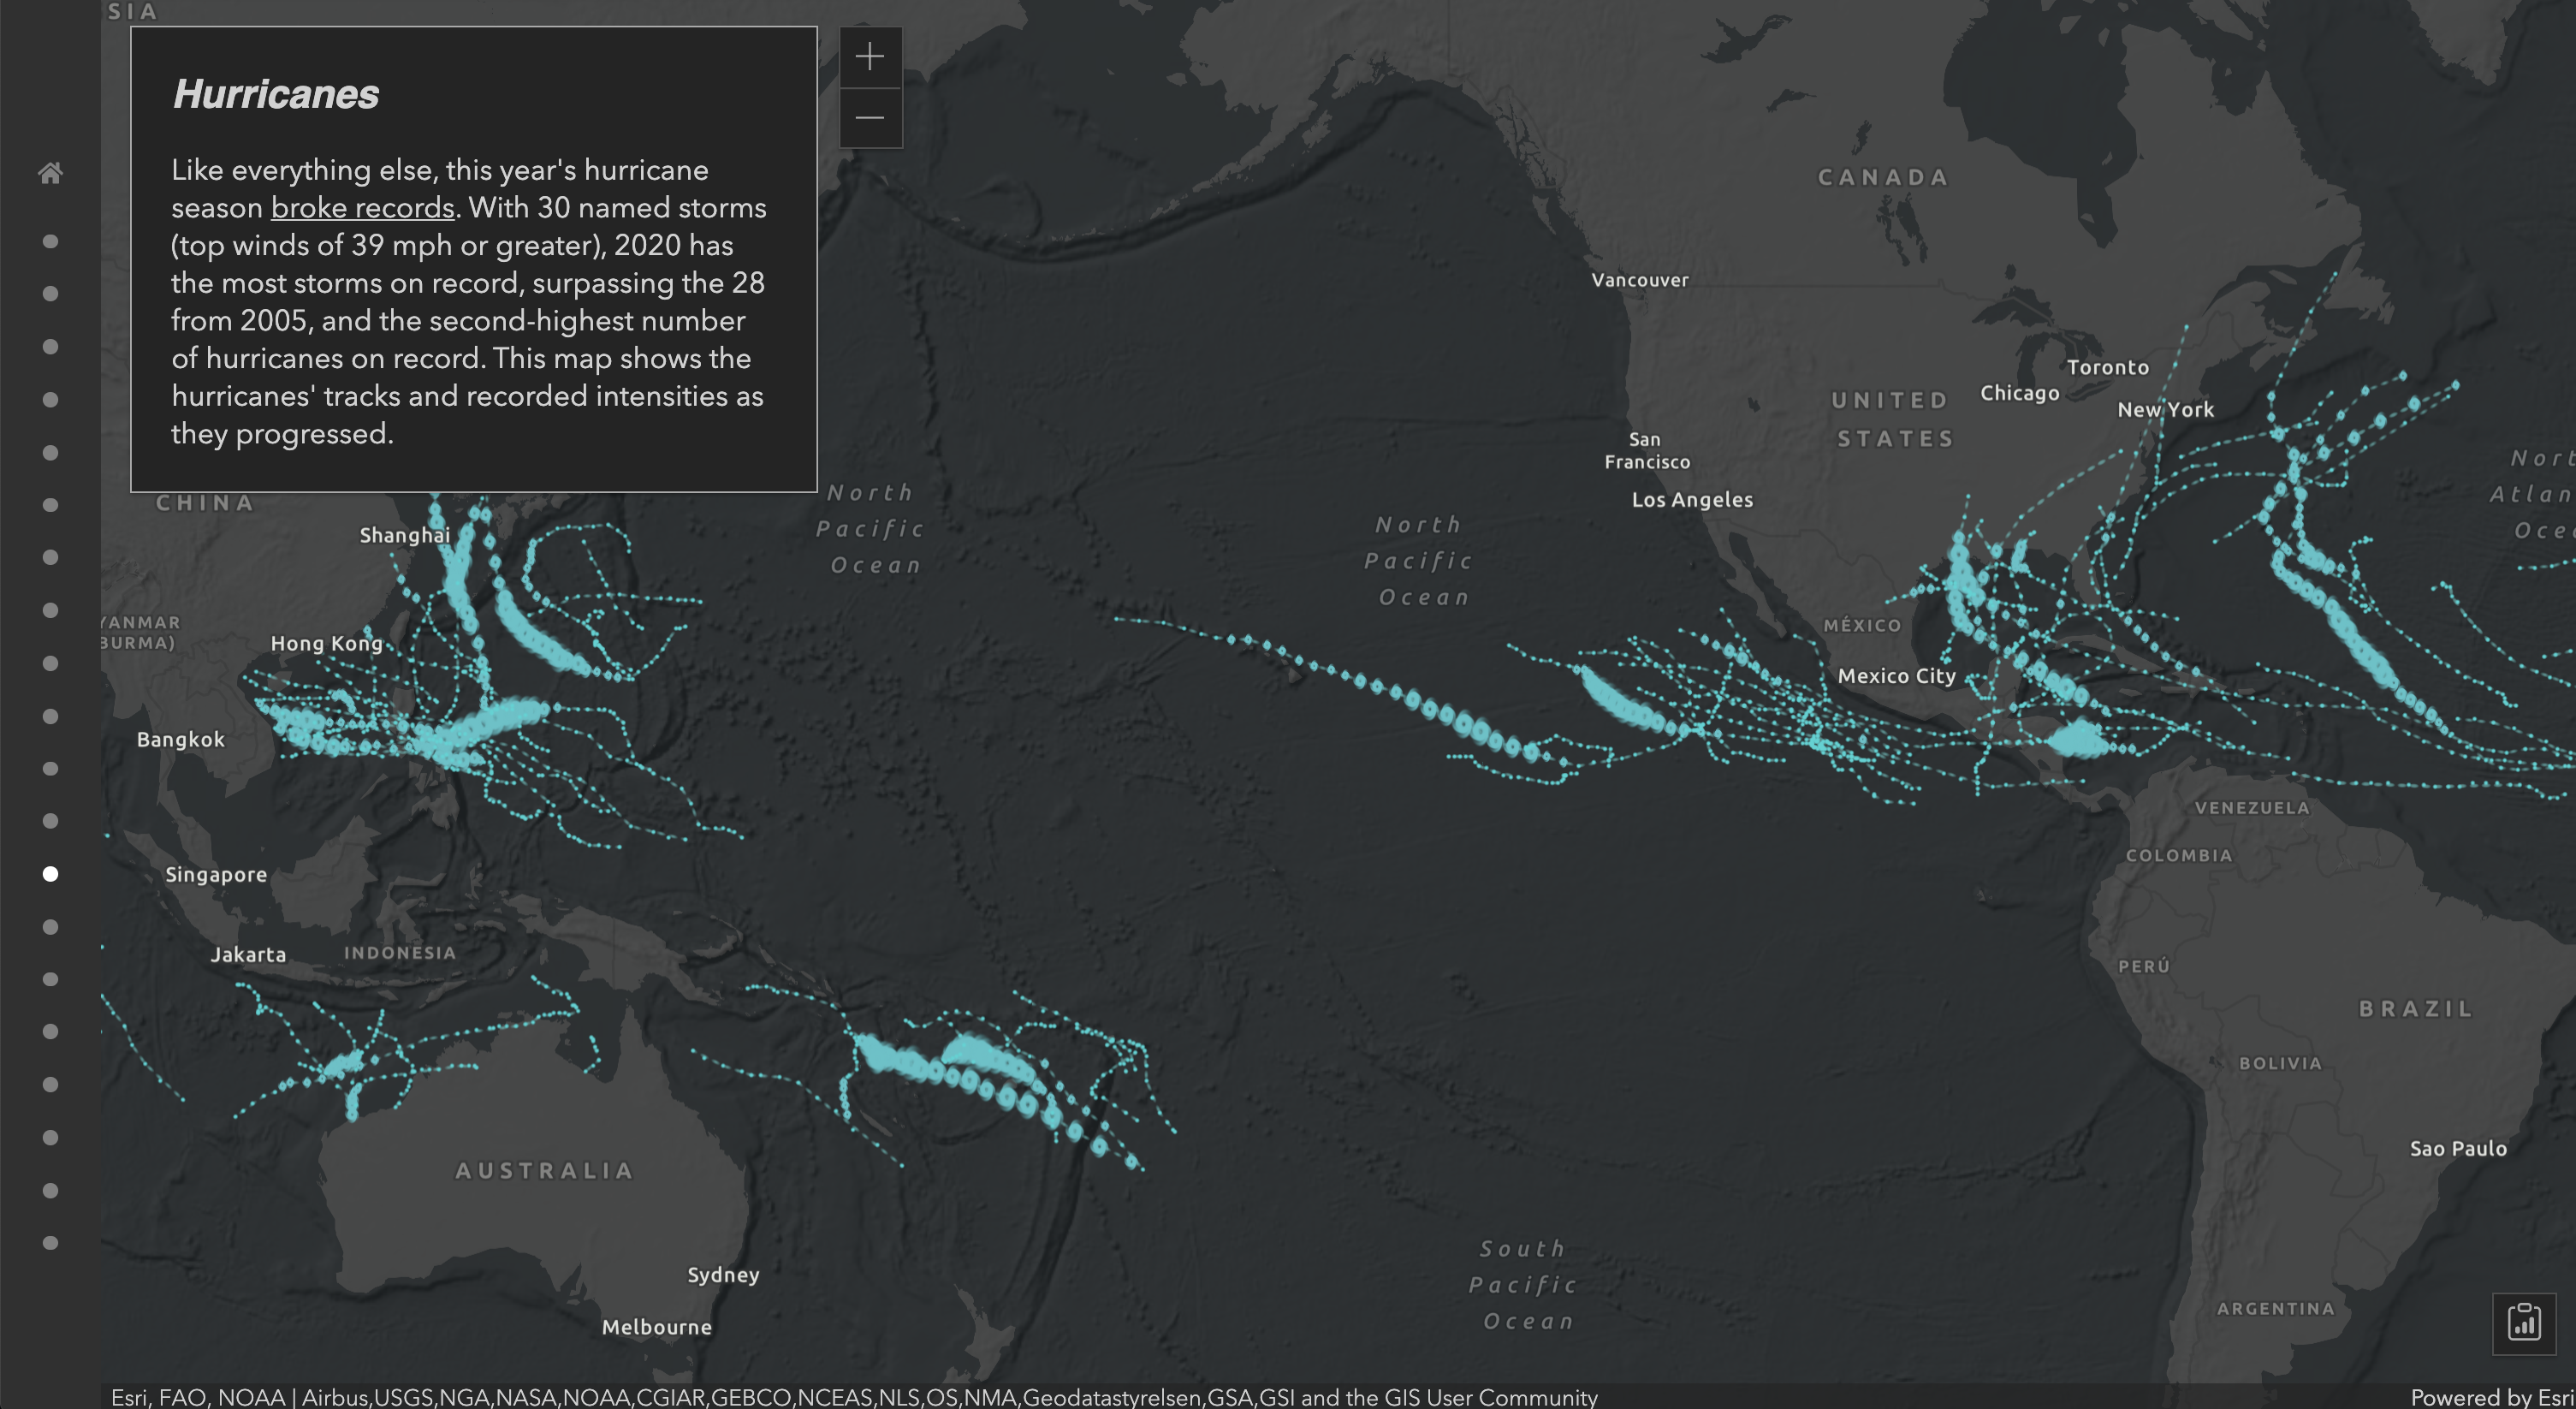 SIA
Hurricanes
Like everything else, this year's hurricane
season broke records. With 30 named storms
(top winds of 39 mph or greater), 2020 has
the most storms on record, surpassing the 28
from 2005, and the second-highest number
of hurricanes on record. This map shows the
hurricanes' tracks and recorded intensities as
they progressed.
CANADA
Vancouver
Toronto
Chicago
New York
UNITED
STATES
San
Francisco
Los Angeles
North
Pacific
Ocean
North
Pacific
Ocean
Nort
Atlan
Oce
CHINA
Shanghai
YANMAR
BURMA)
Hong Kong
MÉXICO
Mexico City
Bangkok
VENEZUELA
COLOMBIA
Singapore
Jakarta
INDONESIA
PERÚ
BRAZIL
BOLIVIA
AUSTRALIA
Sao Paulo
South
Pacific
Ocean
Sydney
Melbourne
ARGENTINA
Esri, FAO, NOAA | Airbus,USGS,NGA,NASA,NOAA,CGIAR,GEBCO,NCEAS,NLS,OS,NMA,Geodatastyrelsen,GSA,GSI and the GIS User Community
Powered by Esri